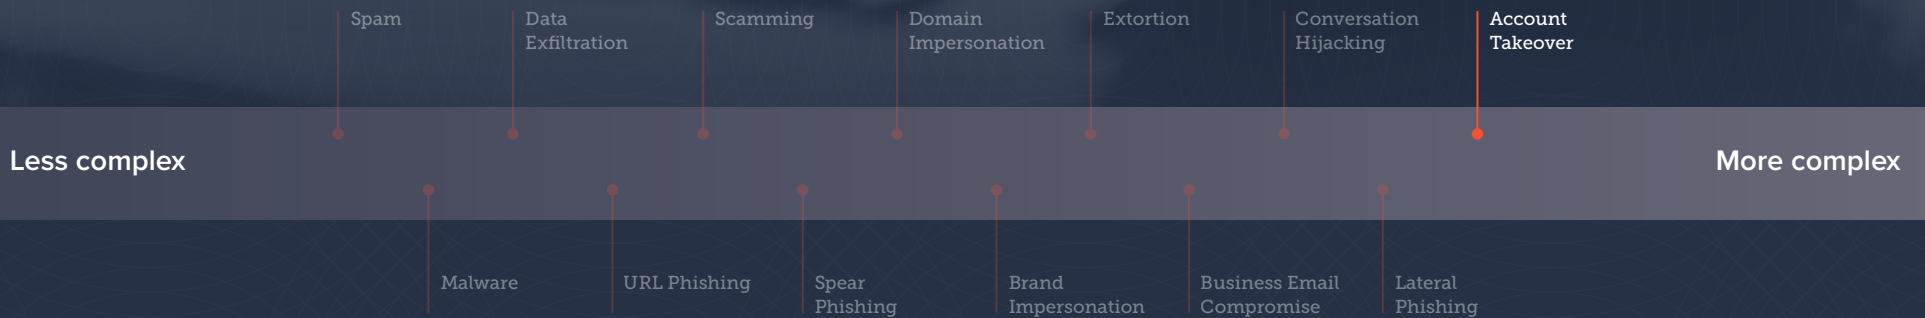 Spam
Data
Exfiltration
Scamming
Domain
Impersonation
Extortion
Conversation
Hijacking
Account
Takeover
Less complex
More complex
Malware
URL Phishing
Spear
Phishing
Brand
Impersonation
Business Email
Compromise
Lateral
Phishing